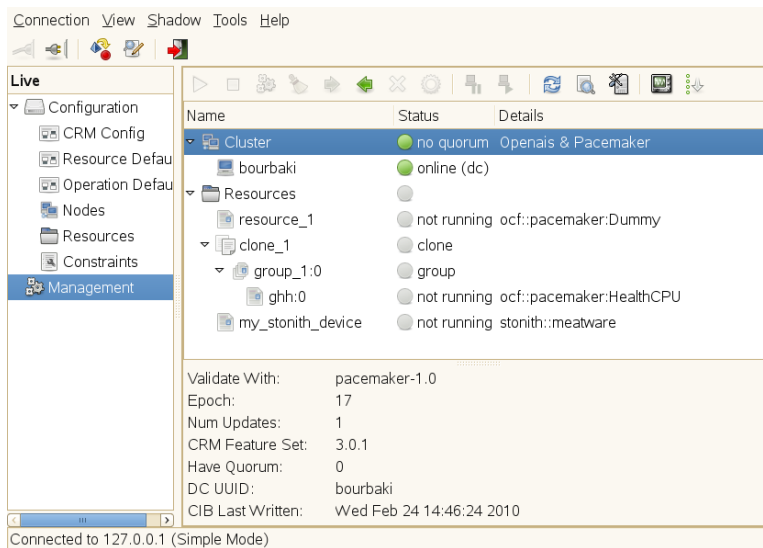 Connection View Shadow Tools Help
Live
Configuration
CRM Config
Resource Defau
Operation Defau
Nodes
Resources
Constraints
Management
Name Status Details
Cluster no quorum Openais & Pacemaker
bourbaki online (dc)
Resources
resource_1 not running ocf::pacemaker:Dummy
clone_1 clone
group_1:0 group
ghh:0 not running ocf::pacemaker:HealthCPU
my_stonith_device not running stonith::meatware
Validate With: pacemaker-1.0
Epoch: 17
Num Updates: 1
CRM Feature Set: 3.0.1
Have Quorum: 0
DC UUID: bourbaki
CIB Last Written: Wed Feb 24 14:46:24 2010
Connected to 127.0.0.1 (Simple Mode)